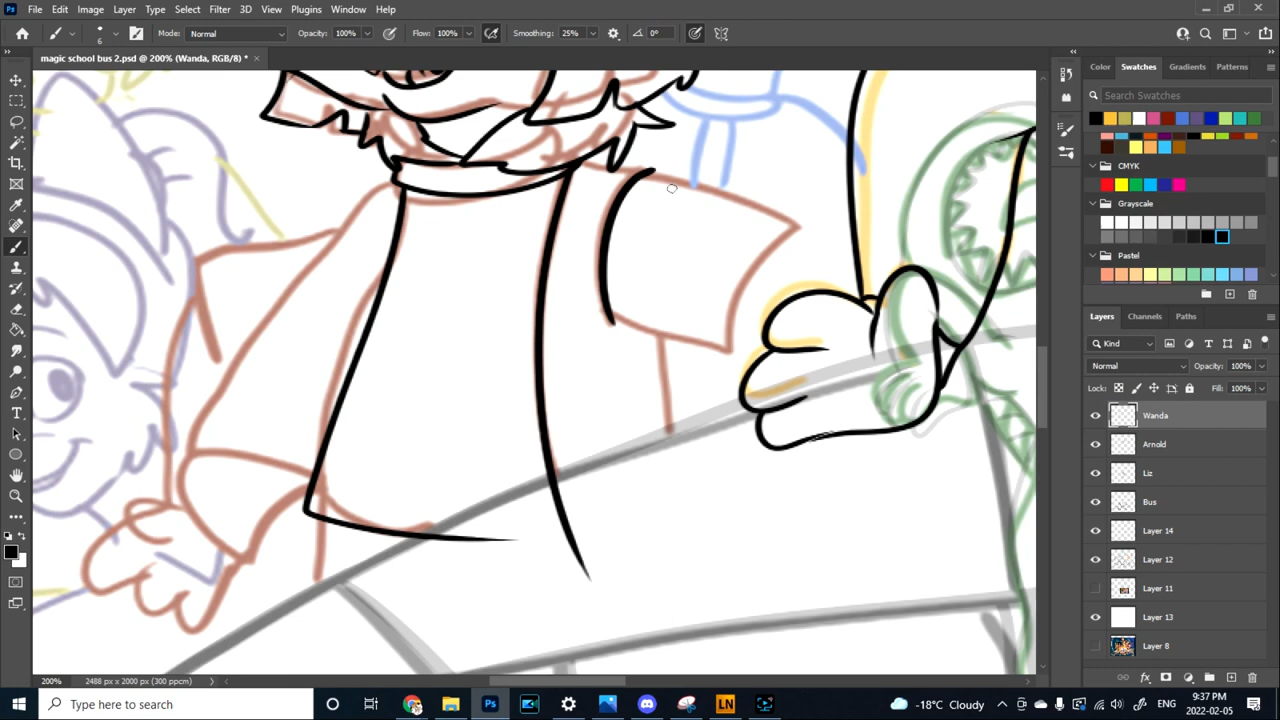 File Edit Image Layer Type Select Filter 3D View Plugins Window Help
6 Mode: Normal Opacity: 100% Flow: 100% Smoothing: 25% 0°
magic school bus 2.psd @ 200% (Wanda, RGB/8) * ×
Color Swatches Gradients Patterns
Search Swatches
CMYK
Grayscale
Pastel
Layers Channels Paths
Kind
Normal Opacity: 100%
Lock: Fill: 100%
Wanda
Arnold
Liz
Bus
Layer 14
Layer 12
Layer 11
Layer 13
Layer 8
200% 2488 px x 2000 px (300 ppcm)
Type here to search
-18°C Cloudy ENG 9:37 PM 2022-02-05